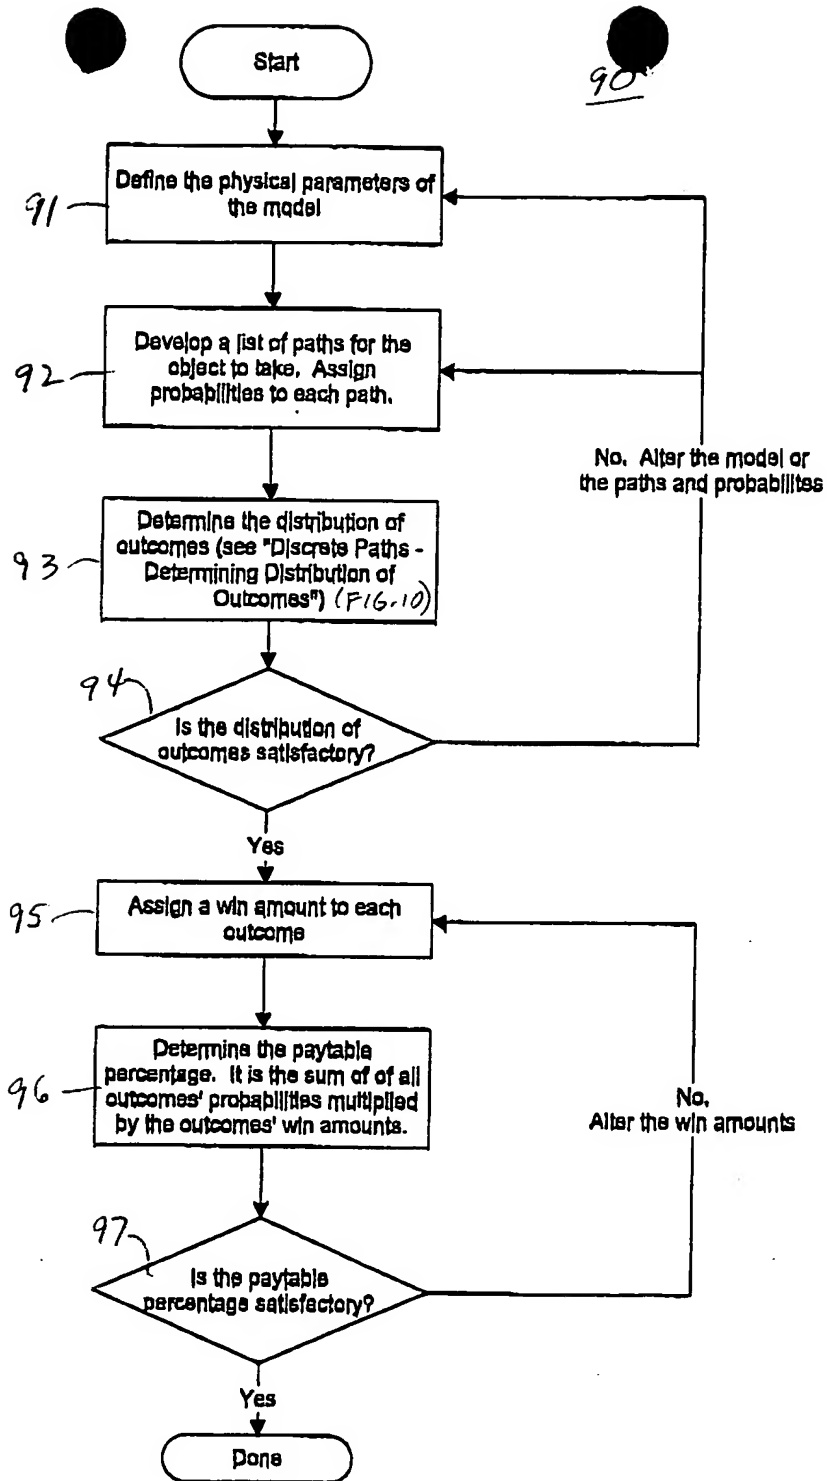 Start
90
91
Define the physical parameters of
the model
92
Develop a list of paths for the
object to take. Assign
probabilities to each path.
No. Alter the model or
the paths and probabilites
93
Determine the distribution of
outcomes (see "Discrete Paths -
Determining Distribution of
Outcomes") (FIG. 10)
94
Is the distribution of
outcomes satisfactory?
Yes
95
Assign a win amount to each
outcome
96
Determine the paytable
percentage. It is the sum of of all
outcomes' probabilities multiplied
by the outcomes' win amounts.
No.
Alter the win amounts
97
Is the paytable
percentage satisfactory?
Yes
Done